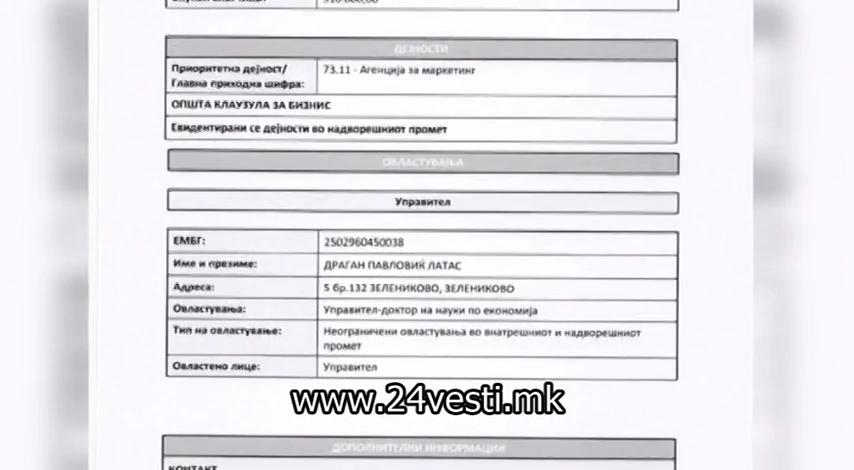 ДЕЈНОСТИ
Приоритетна дејност/ 73.11 - Агенција за маркетинг
Главна приходна шифра:
ОПШТА КЛАУЗУЛА ЗА БИЗНИС
Евидентирани се дејности во надворешниот промет
ОВЛАСТУВАЊА
Управител
ЕМБГ: 2502960450038
Име и презиме: ДРАГАН ПАВЛОВИЌ ЛАТАС
Адреса: 5 бр.132 ЗЕЛЕНИКОВО, ЗЕЛЕНИКОВО
Овластувања: Управител-доктор на науки по економија
Тип на овластување: Неограничени овластувања во внатрешниот и надворешниот
промет
Овластено лице: Управител
www.24vesti.mk
ДОПОЛНИТЕЛНИ ИНФОРМАЦИИ
КОНТАКТ